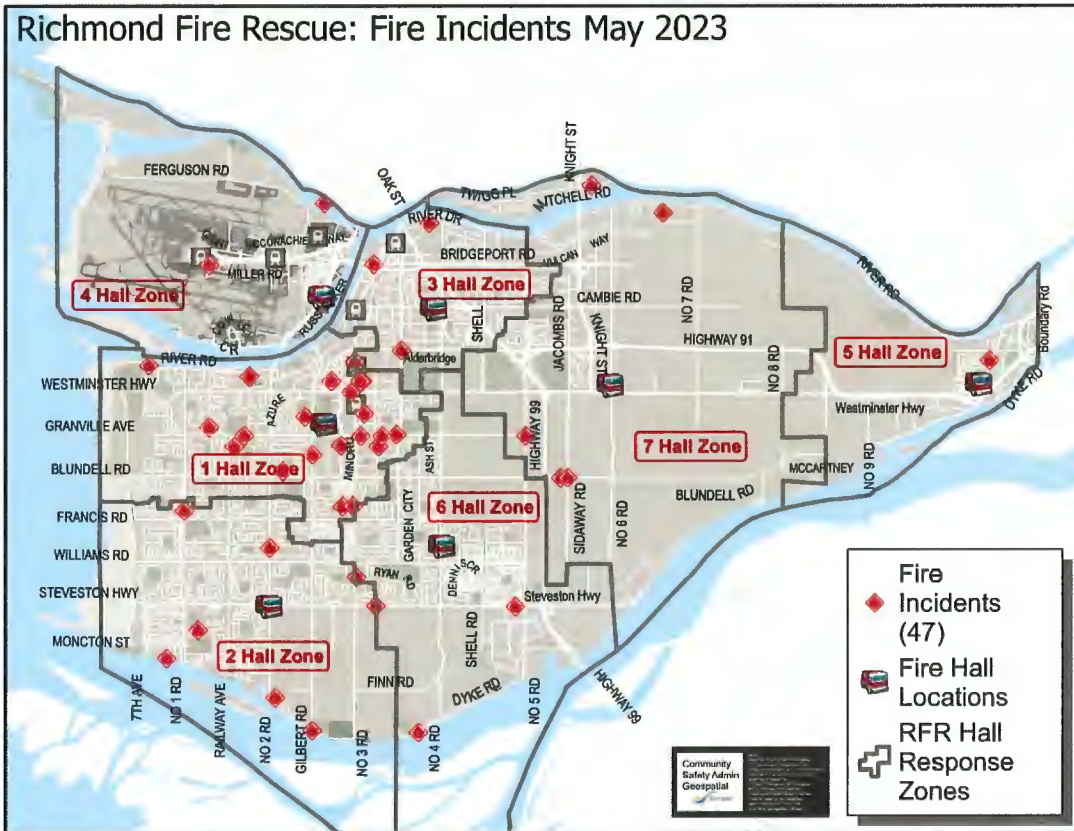 Richmond Fire Rescue: Fire Incidents May 2023
KNIGHT ST
OAK ST
FERGUSON RD
TWIGG PL
MITCHELL RD
RIVER DR
WAY
BRIDGEPORT RD
VULCAN
MILLER RD
4 Hall Zone
3 Hall Zone
CAMBIE RD
NO 7 RD
RIVER RD
Boundary Rd
SHELL
JACOBS RD
KNIGHT ST
HIGHWAY 91
NO 8 RD
5 Hall Zone
RIVER RD
Alderbridge
WESTMINSTER HWY
AZURE
DYKE RD
Westminster Hwy
GRANVILLE AVE
MINORU
ASH ST
HIGHWAY 99
7 Hall Zone
NO 9 RD
BLUNDELL RD
1 Hall Zone
MCCARTNEY
BLUNDELL RD
FRANCIS RD
GARDEN CITY
6 Hall Zone
SIDAWAY RD
NO 6 RD
WILLIAMS RD
RYAN
DENNIS
CR
STEVESTON HWY
Steveston Hwy
MONCTON ST
2 Hall Zone
SHELL RD
FINN RD
DYKE RD
7TH AVE
NO 1 RD
RAILWAY AVE
NO 2 RD
GILBERT RD
NO 3 RD
NO 4 RD
NO 5 RD
HIGHWAY 99
Fire
Incidents
(47)
Fire Hall
Locations
RFR Hall
Response
Zones
Community
Safety Admin
Geospatial